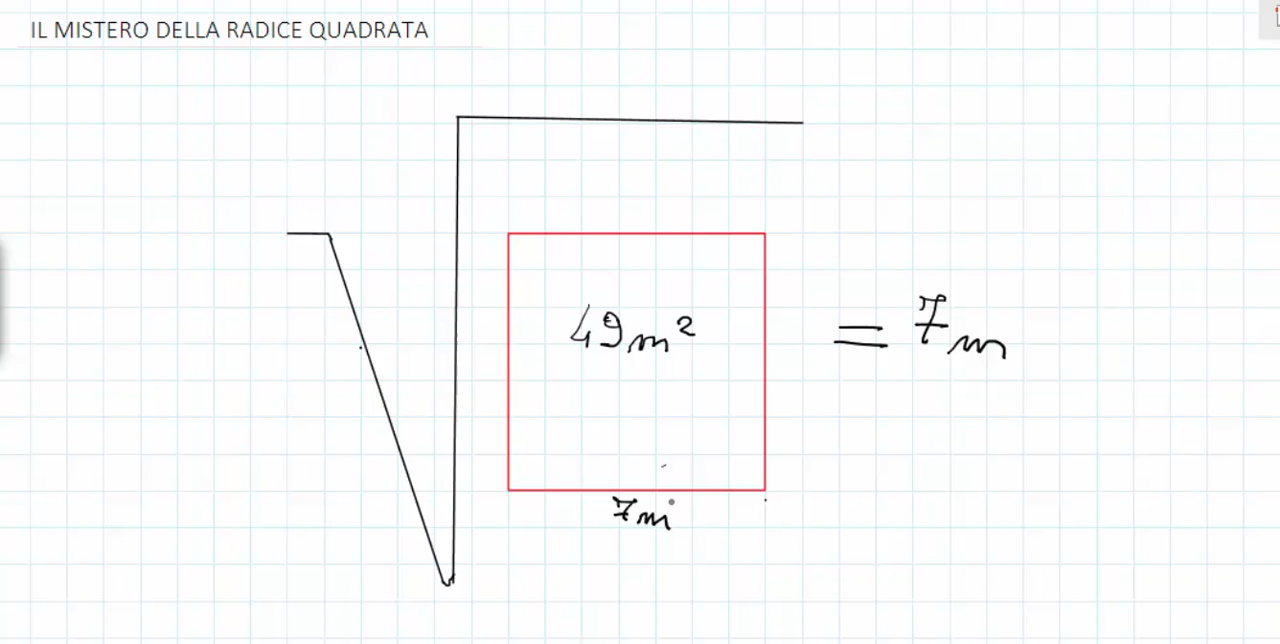 IL MISTERO DELLA RADICE QUADRATA
49m² = 7m
7m